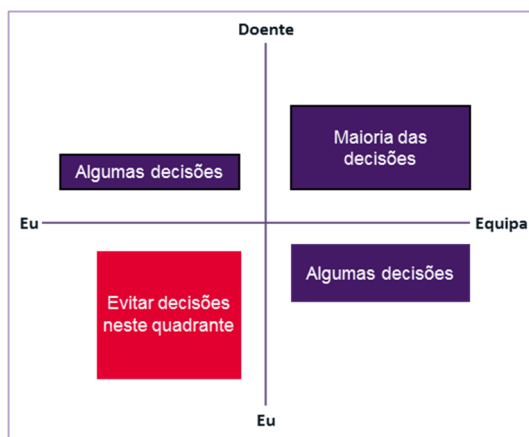 Doente
Maioria das
decisões
Algumas decisões
Eu
Equipa
Algumas decisões
Evitar decisões
neste quadrante
Eu